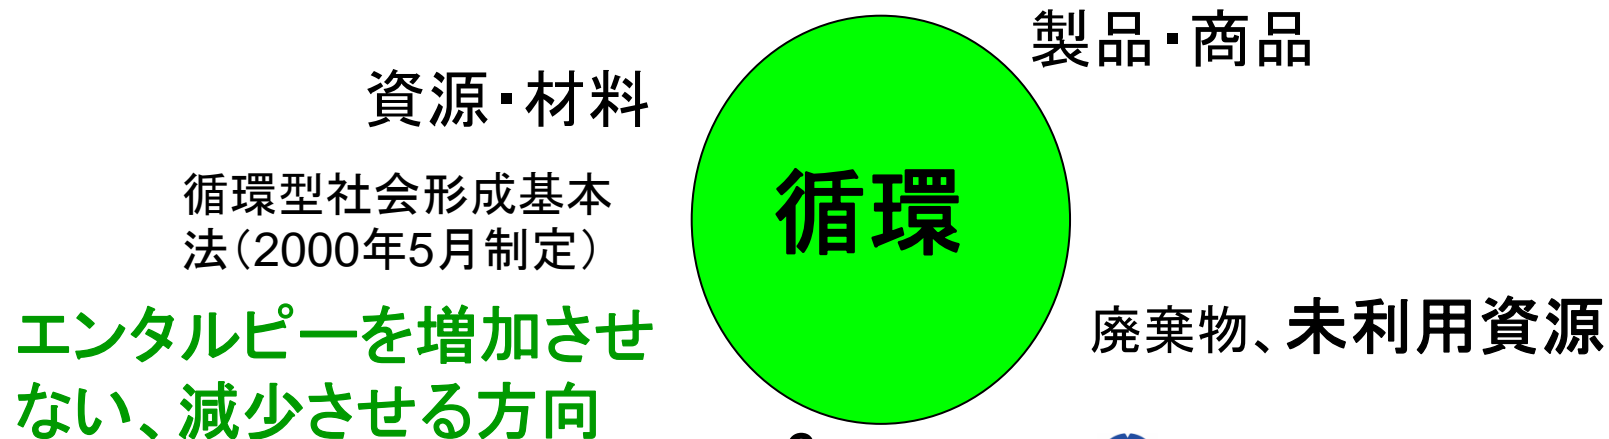 製品・商品
資源・材料
循環型社会形成基本
法（2000年5月制定）
循環
エンタルピーを増加させ
ない、減少させる方向
廃棄物、未利用資源